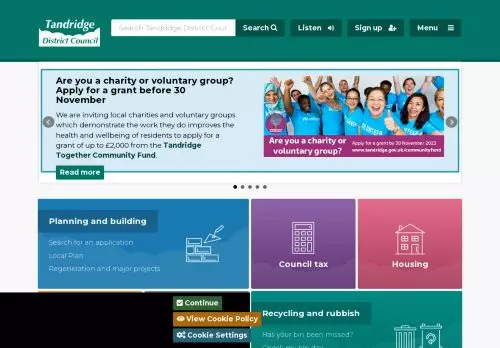 Tandridge
District Council
Search Tandridge District Coun
Search
Listen
Sign up
Menu
Are you a charity or voluntary group?
Apply for a grant before 30
November
We are inviting local charities and voluntary groups
which demonstrate the work they do improves the
health and wellbeing of residents to apply for a
grant of up to £2,000 from the Tandridge
Together Community Fund.
Read more
Are you a charity or
voluntary group?
Apply for a grant by 30 November 2023
www.tandridge.gov.uk/communityfund
Planning and building
Search for an application
Local Plan
Regeneration and major projects
Council tax
Housing
Continue
View Cookie Policy
Cookie Settings
Recycling and rubbish
Has your bin been missed?
Check my bin day